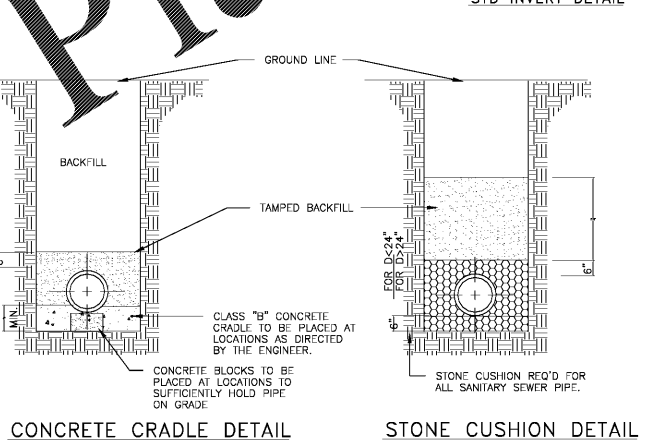 STD INVERT DETAIL
GROUND LINE
BACKFILL
TAMPED BACKFILL
FOR D<24"
FOR D>24"
6"
6"
MIN.
CLASS "B" CONCRETE
CRADLE TO BE PLACED AT
LOCATIONS AS DIRECTED
BY THE ENGINEER.
CONCRETE BLOCKS TO BE
PLACED AT LOCATIONS TO
SUFFICIENTLY HOLD PIPE
ON GRADE
STONE CUSHION REQ'D FOR
ALL SANITARY SEWER PIPE.
CONCRETE CRADLE DETAIL
STONE CUSHION DETAIL